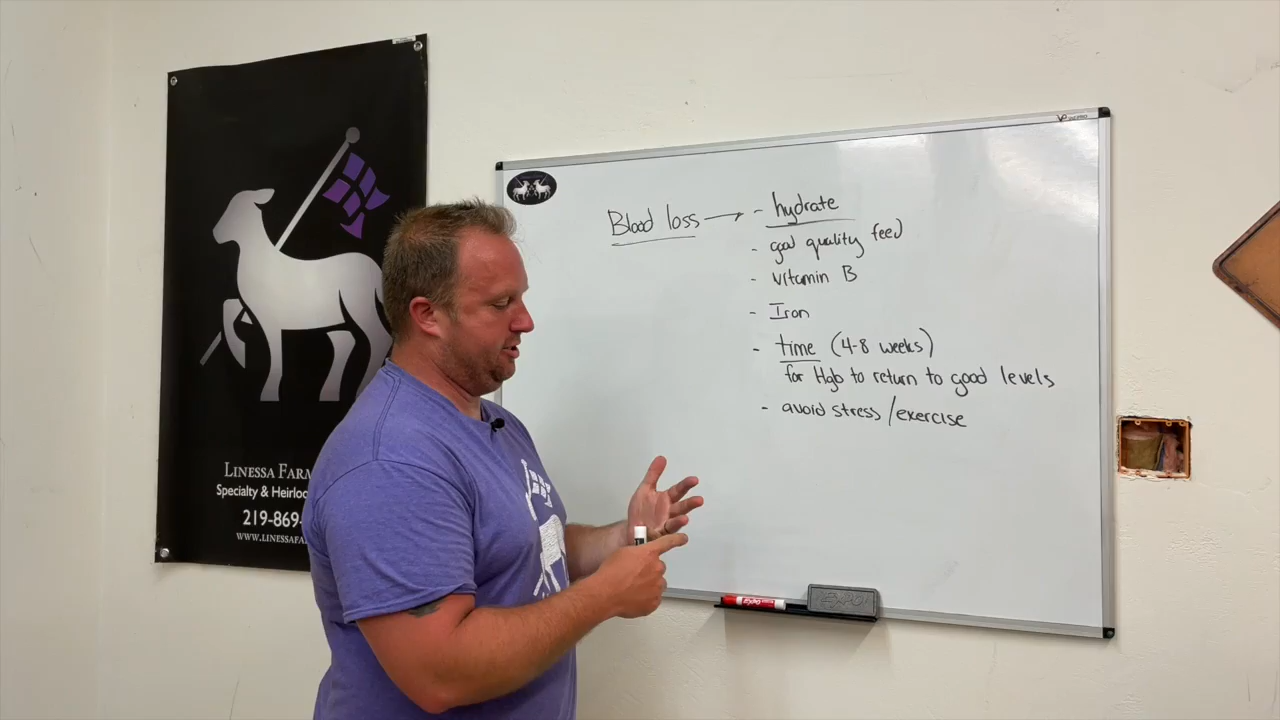 Blood loss → - hydrate
- good quality feed
- vitamin B
- Iron
- time (4-8 weeks)
for Hgb to return to good levels
- avoid stress/exercise
LINESSA FARM
Specialty & Heirloo
219-869-
WWW.LINESSAFA
EXPO